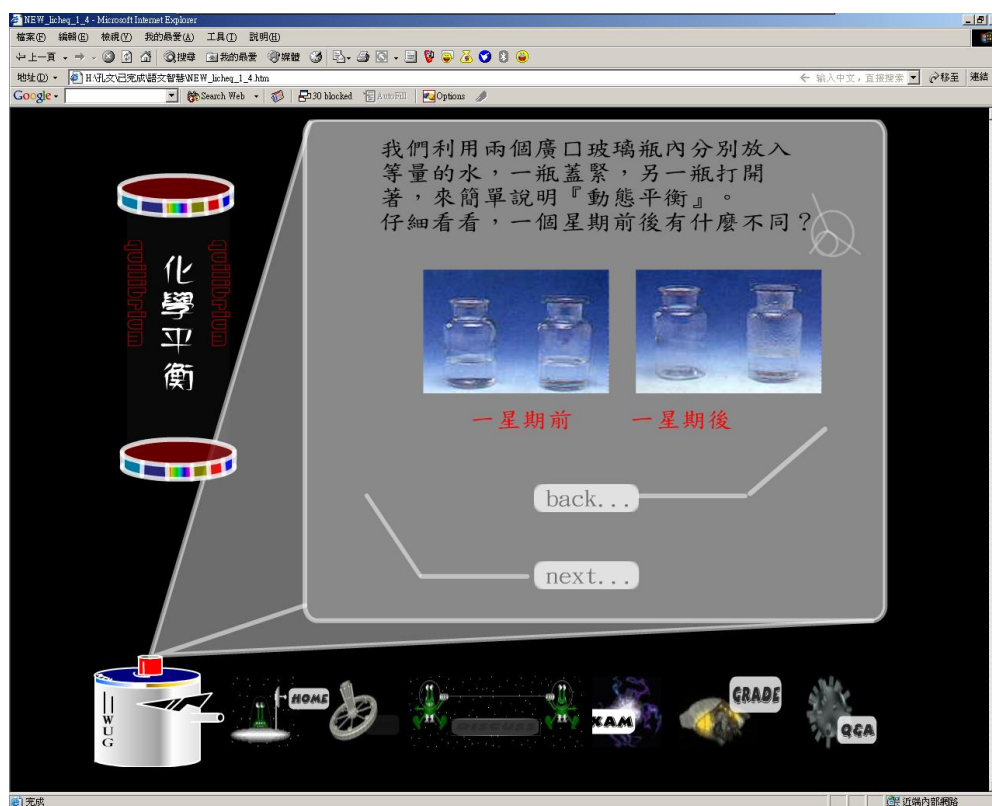 NEW_licheq_1_4 - Microsoft Internet Explorer
檔案(F) 編輯(E) 檢視(V) 我的最愛(A) 工具(T) 說明(H)
上一頁 搜尋 我的最愛 媒體
地址(D) H:\孔文\已完成\語文智慧\NEW_licheq_1_4.htm 輸入中文，直接搜索 移至 連結
Google Search Web 30 blocked AutoFill Options
我們利用兩個廣口玻璃瓶內分別放入
等量的水，一瓶蓋緊，另一瓶打開
著，來簡單說明『動態平衡』。
仔細看看，一個星期前後有什麼不同？
quilibrium
化學平衡
quilibrium
一星期前 一星期後
back...
next...
WUG
HOME
DISCUSS
XAM
GRADE
Q&A
完成 近端內部網路